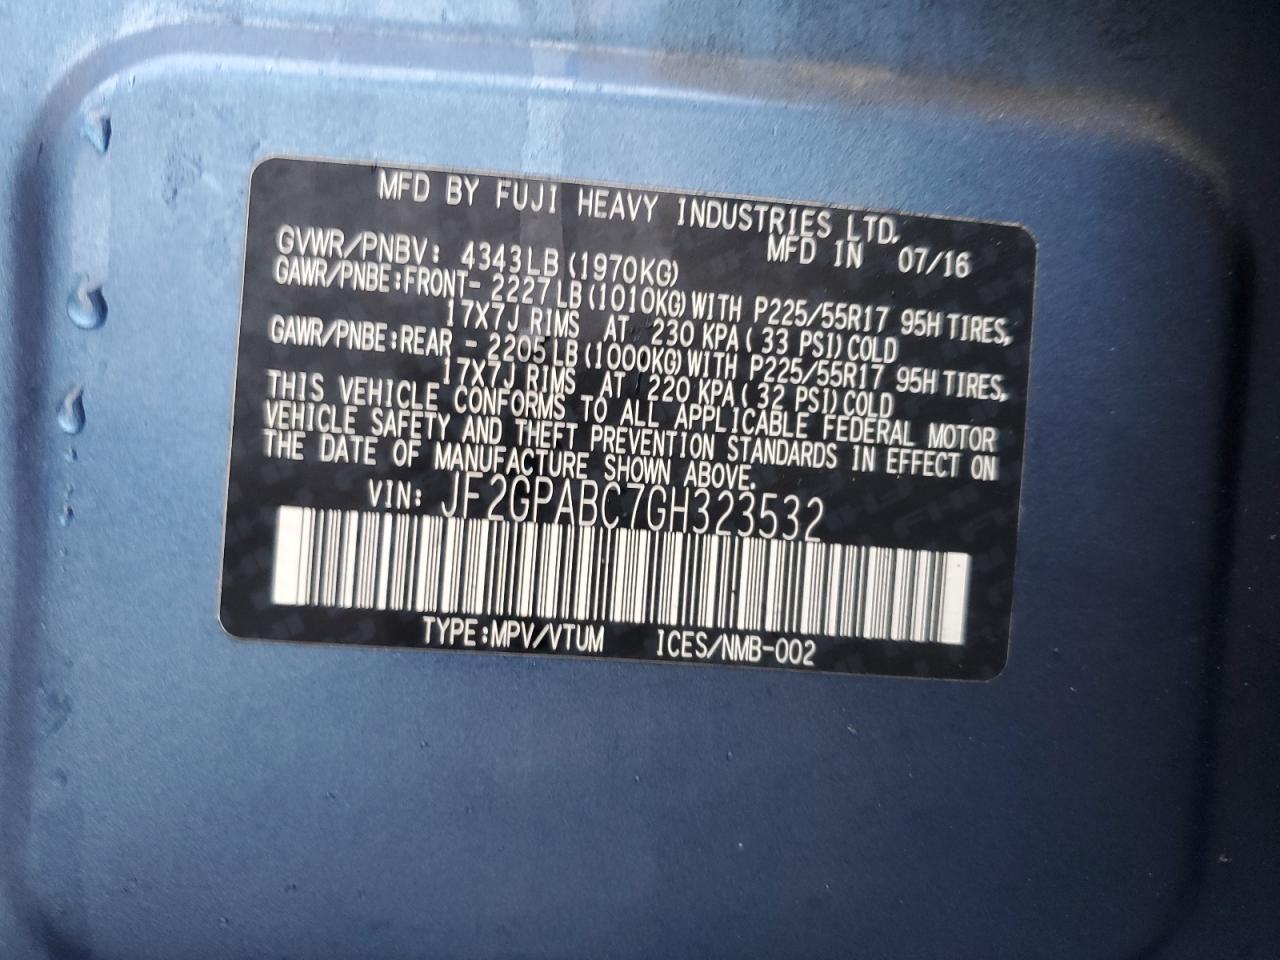 MFD BY FUJI HEAVY INDUSTRIES LTD.
MFD IN 07/16
GVWR/PNBV: 4343LB (1970KG)
GAWR/PNBE:FRONT- 2227LB(1010KG)WITH P225/55R17 95H TIRES,
17X7J RIMS AT 230 KPA( 33 PSI)COLD
GAWR/PNBE:REAR - 2205LB(1000KG)WITH P225/55R17 95H TIRES,
17X7J RIMS AT 220 KPA( 32 PSI)COLD
THIS VEHICLE CONFORMS TO ALL APPLICABLE FEDERAL MOTOR
VEHICLE SAFETY AND THEFT PREVENTION STANDARDS IN EFFECT ON
THE DATE OF MANUFACTURE SHOWN ABOVE.
VIN: JF2GPABC7GH323532
TYPE:MPV/VTUM ICES/NMB-002